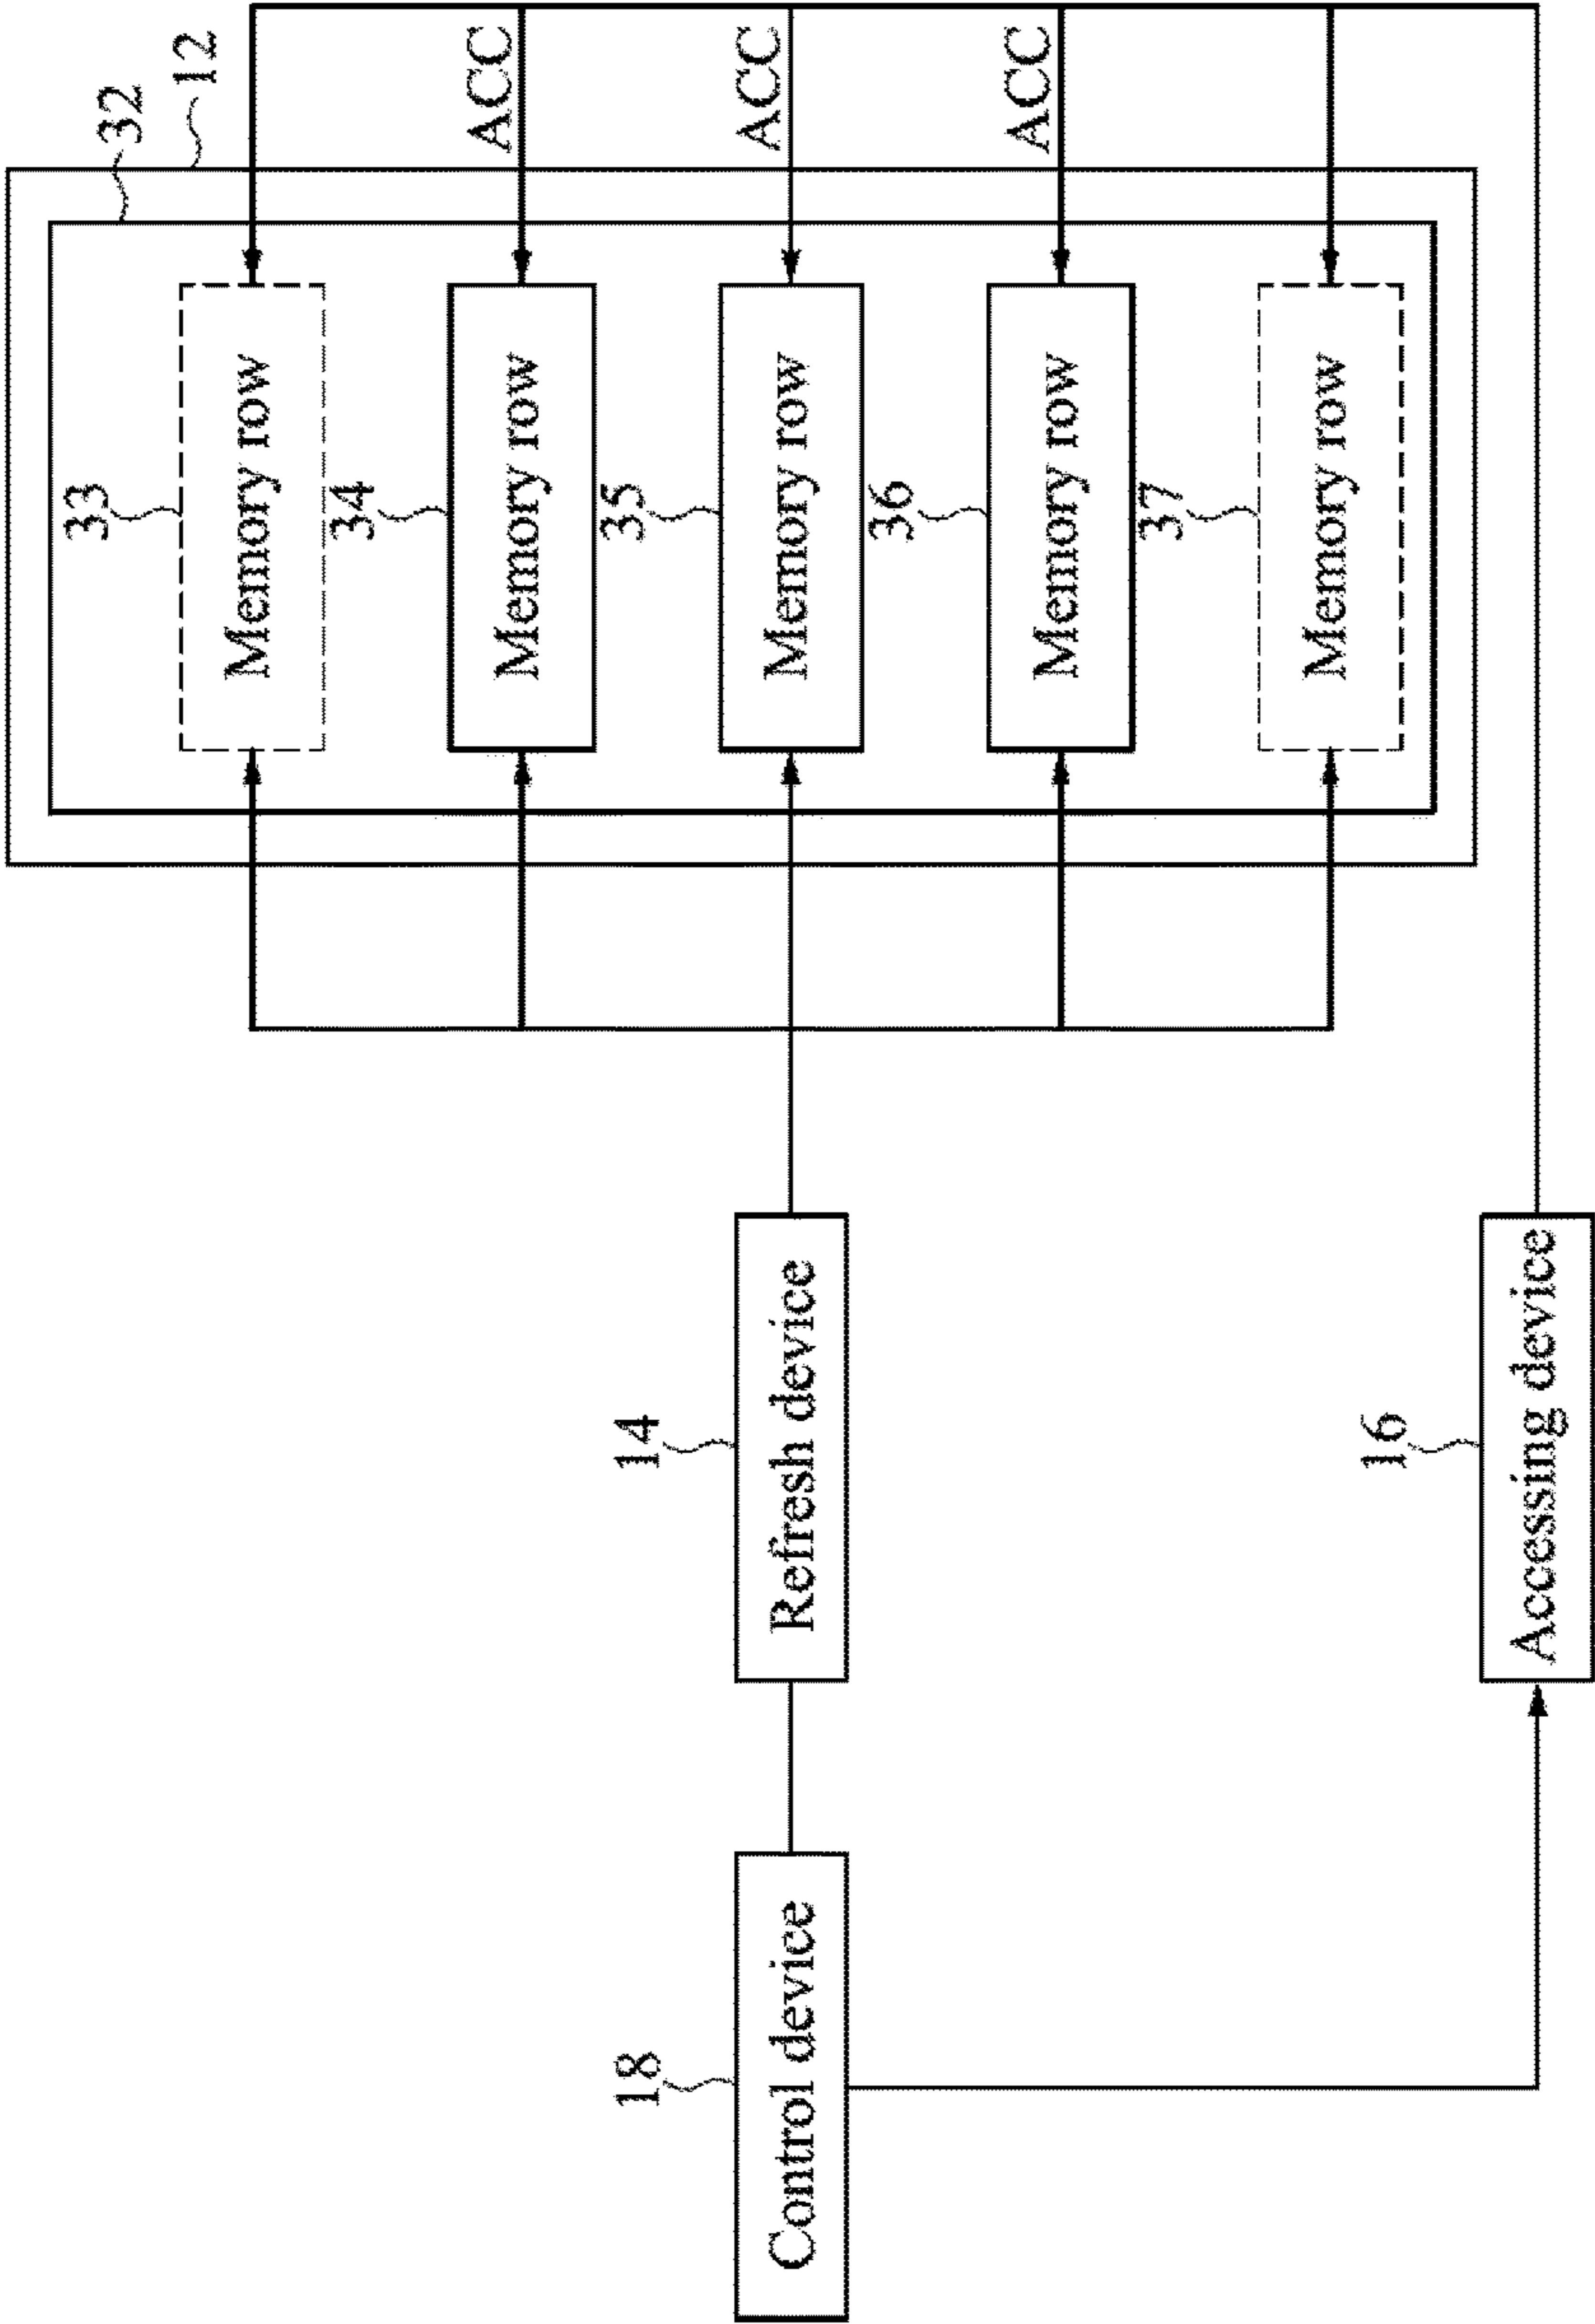 12
32
33
Memory row
34
Memory row
ACC
35
Memory row
ACC
36
Memory row
ACC
37
Memory row
18
Control device
14
Refresh device
16
Accessing device